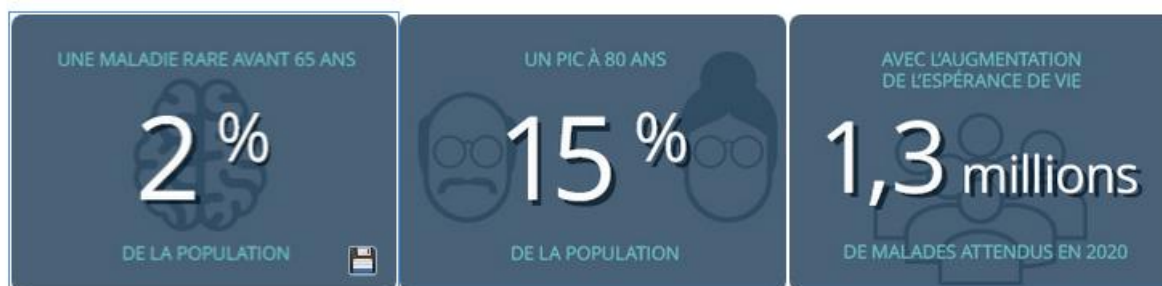 UNE MALADIE RARE AVANT 65 ANS
2 %
DE LA POPULATION
UN PIC À 80 ANS
15 %
DE LA POPULATION
AVEC L'AUGMENTATION
DE L'ESPÉRANCE DE VIE
1,3 millions
DE MALADES ATTENDUS EN 2020